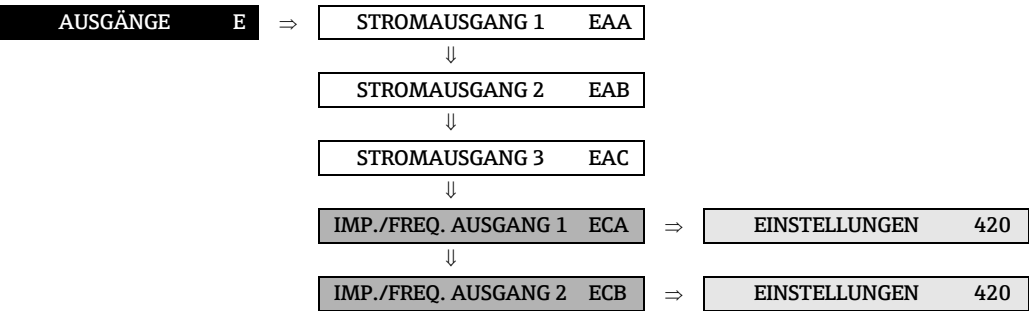 AUSGÄNGE E ⇒ STROMAUSGANG 1 EAA
⇓
STROMAUSGANG 2 EAB
⇓
STROMAUSGANG 3 EAC
⇓
IMP./FREQ. AUSGANG 1 ECA ⇒ EINSTELLUNGEN 420
⇓
IMP./FREQ. AUSGANG 2 ECB ⇒ EINSTELLUNGEN 420